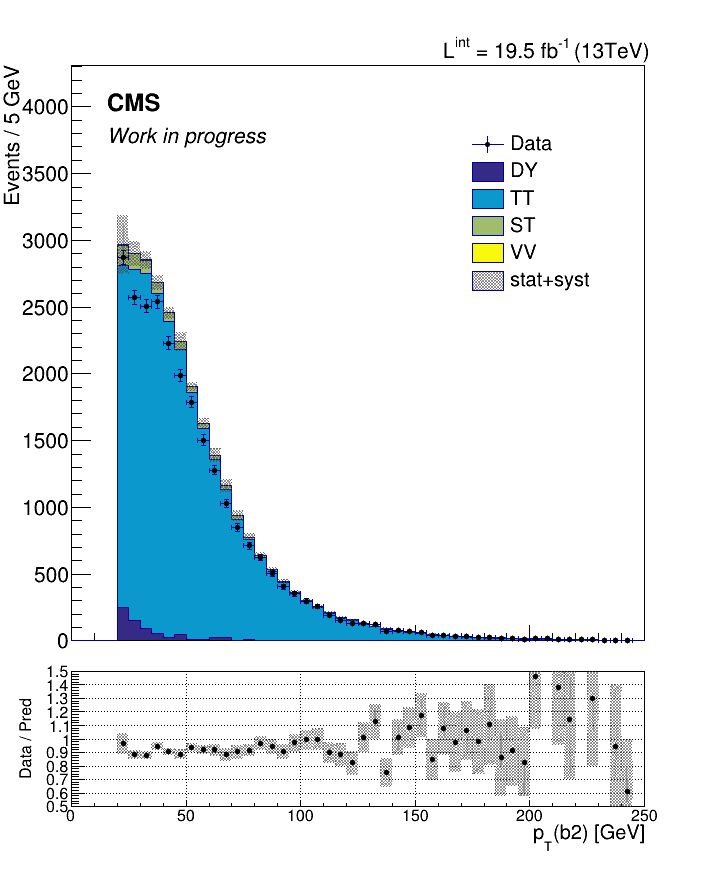 L^int = 19.5 fb^-1 (13TeV)
Events / 5 GeV
4000
3500
3000
2500
2000
1500
1000
500
0
CMS
Work in progress
Data
DY
TT
ST
VV
stat+syst
Data / Pred
1.5
1.4
1.3
1.2
1.1
1
0.9
0.8
0.7
0.6
0.5
0 50 100 150 200 250
p_T(b2) [GeV]